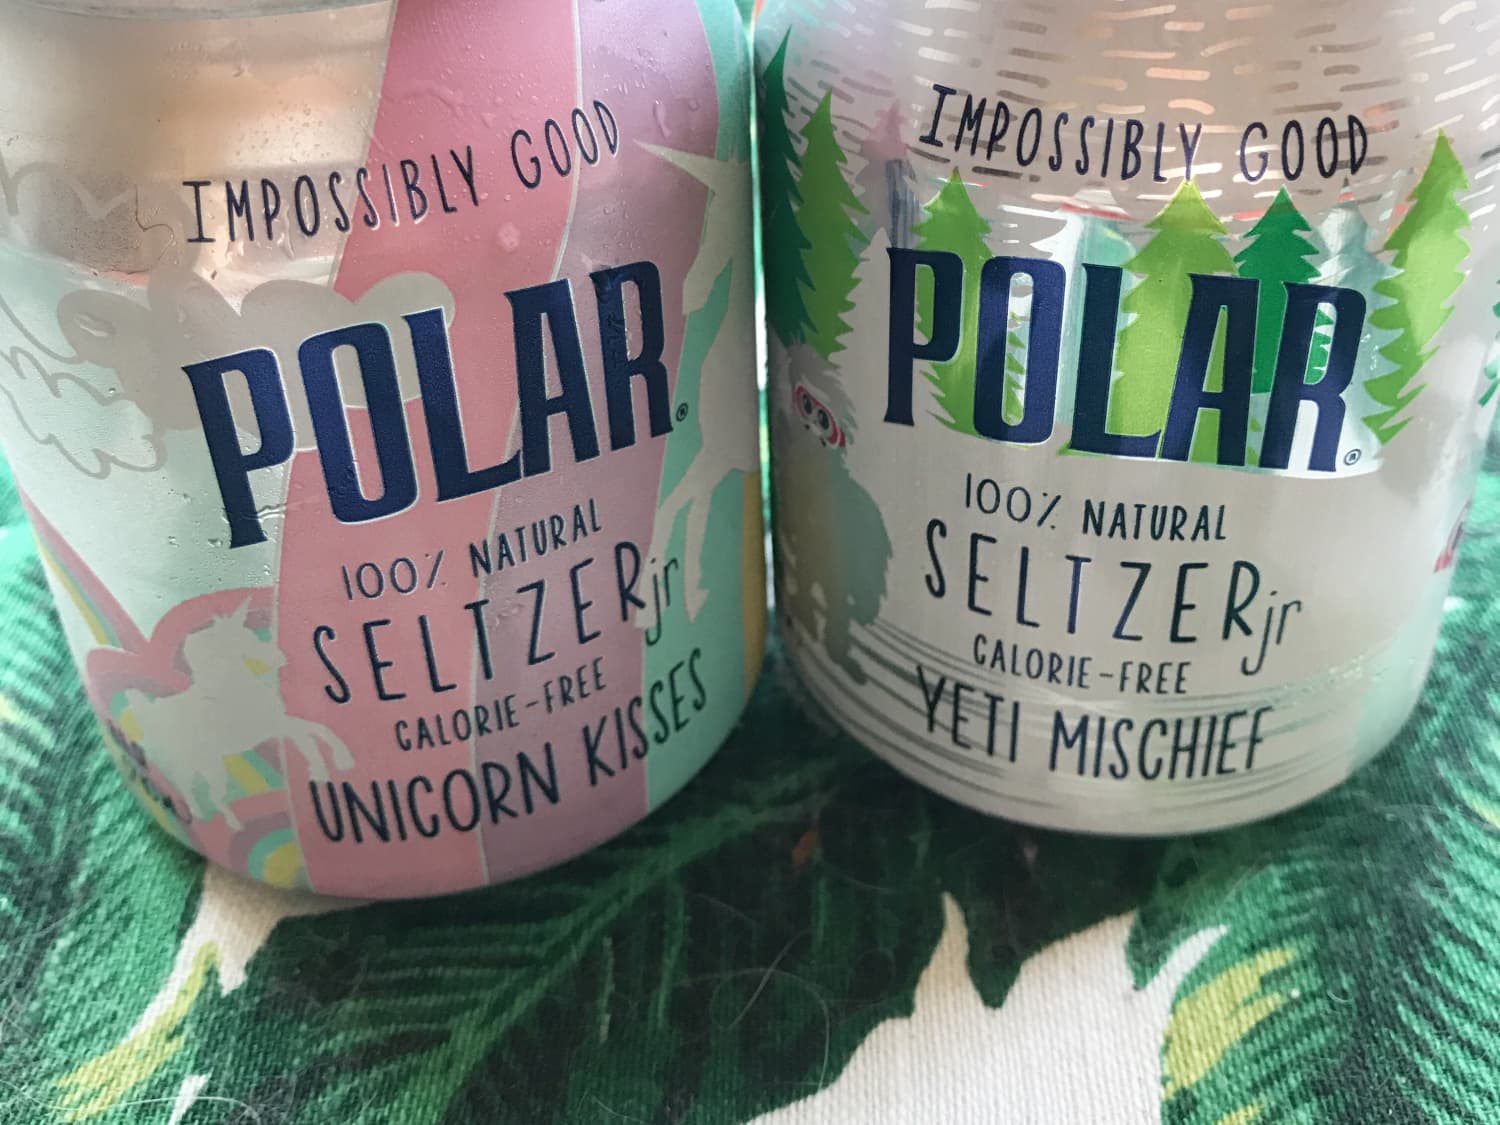 IMPOSSIBLY GOOD
POLAR®
100% NATURAL
SELTZERjr
CALORIE-FREE
UNICORN KISSES
IMPOSSIBLY GOOD
POLAR®
100% NATURAL
SELTZERjr
CALORIE-FREE
YETI MISCHIEF